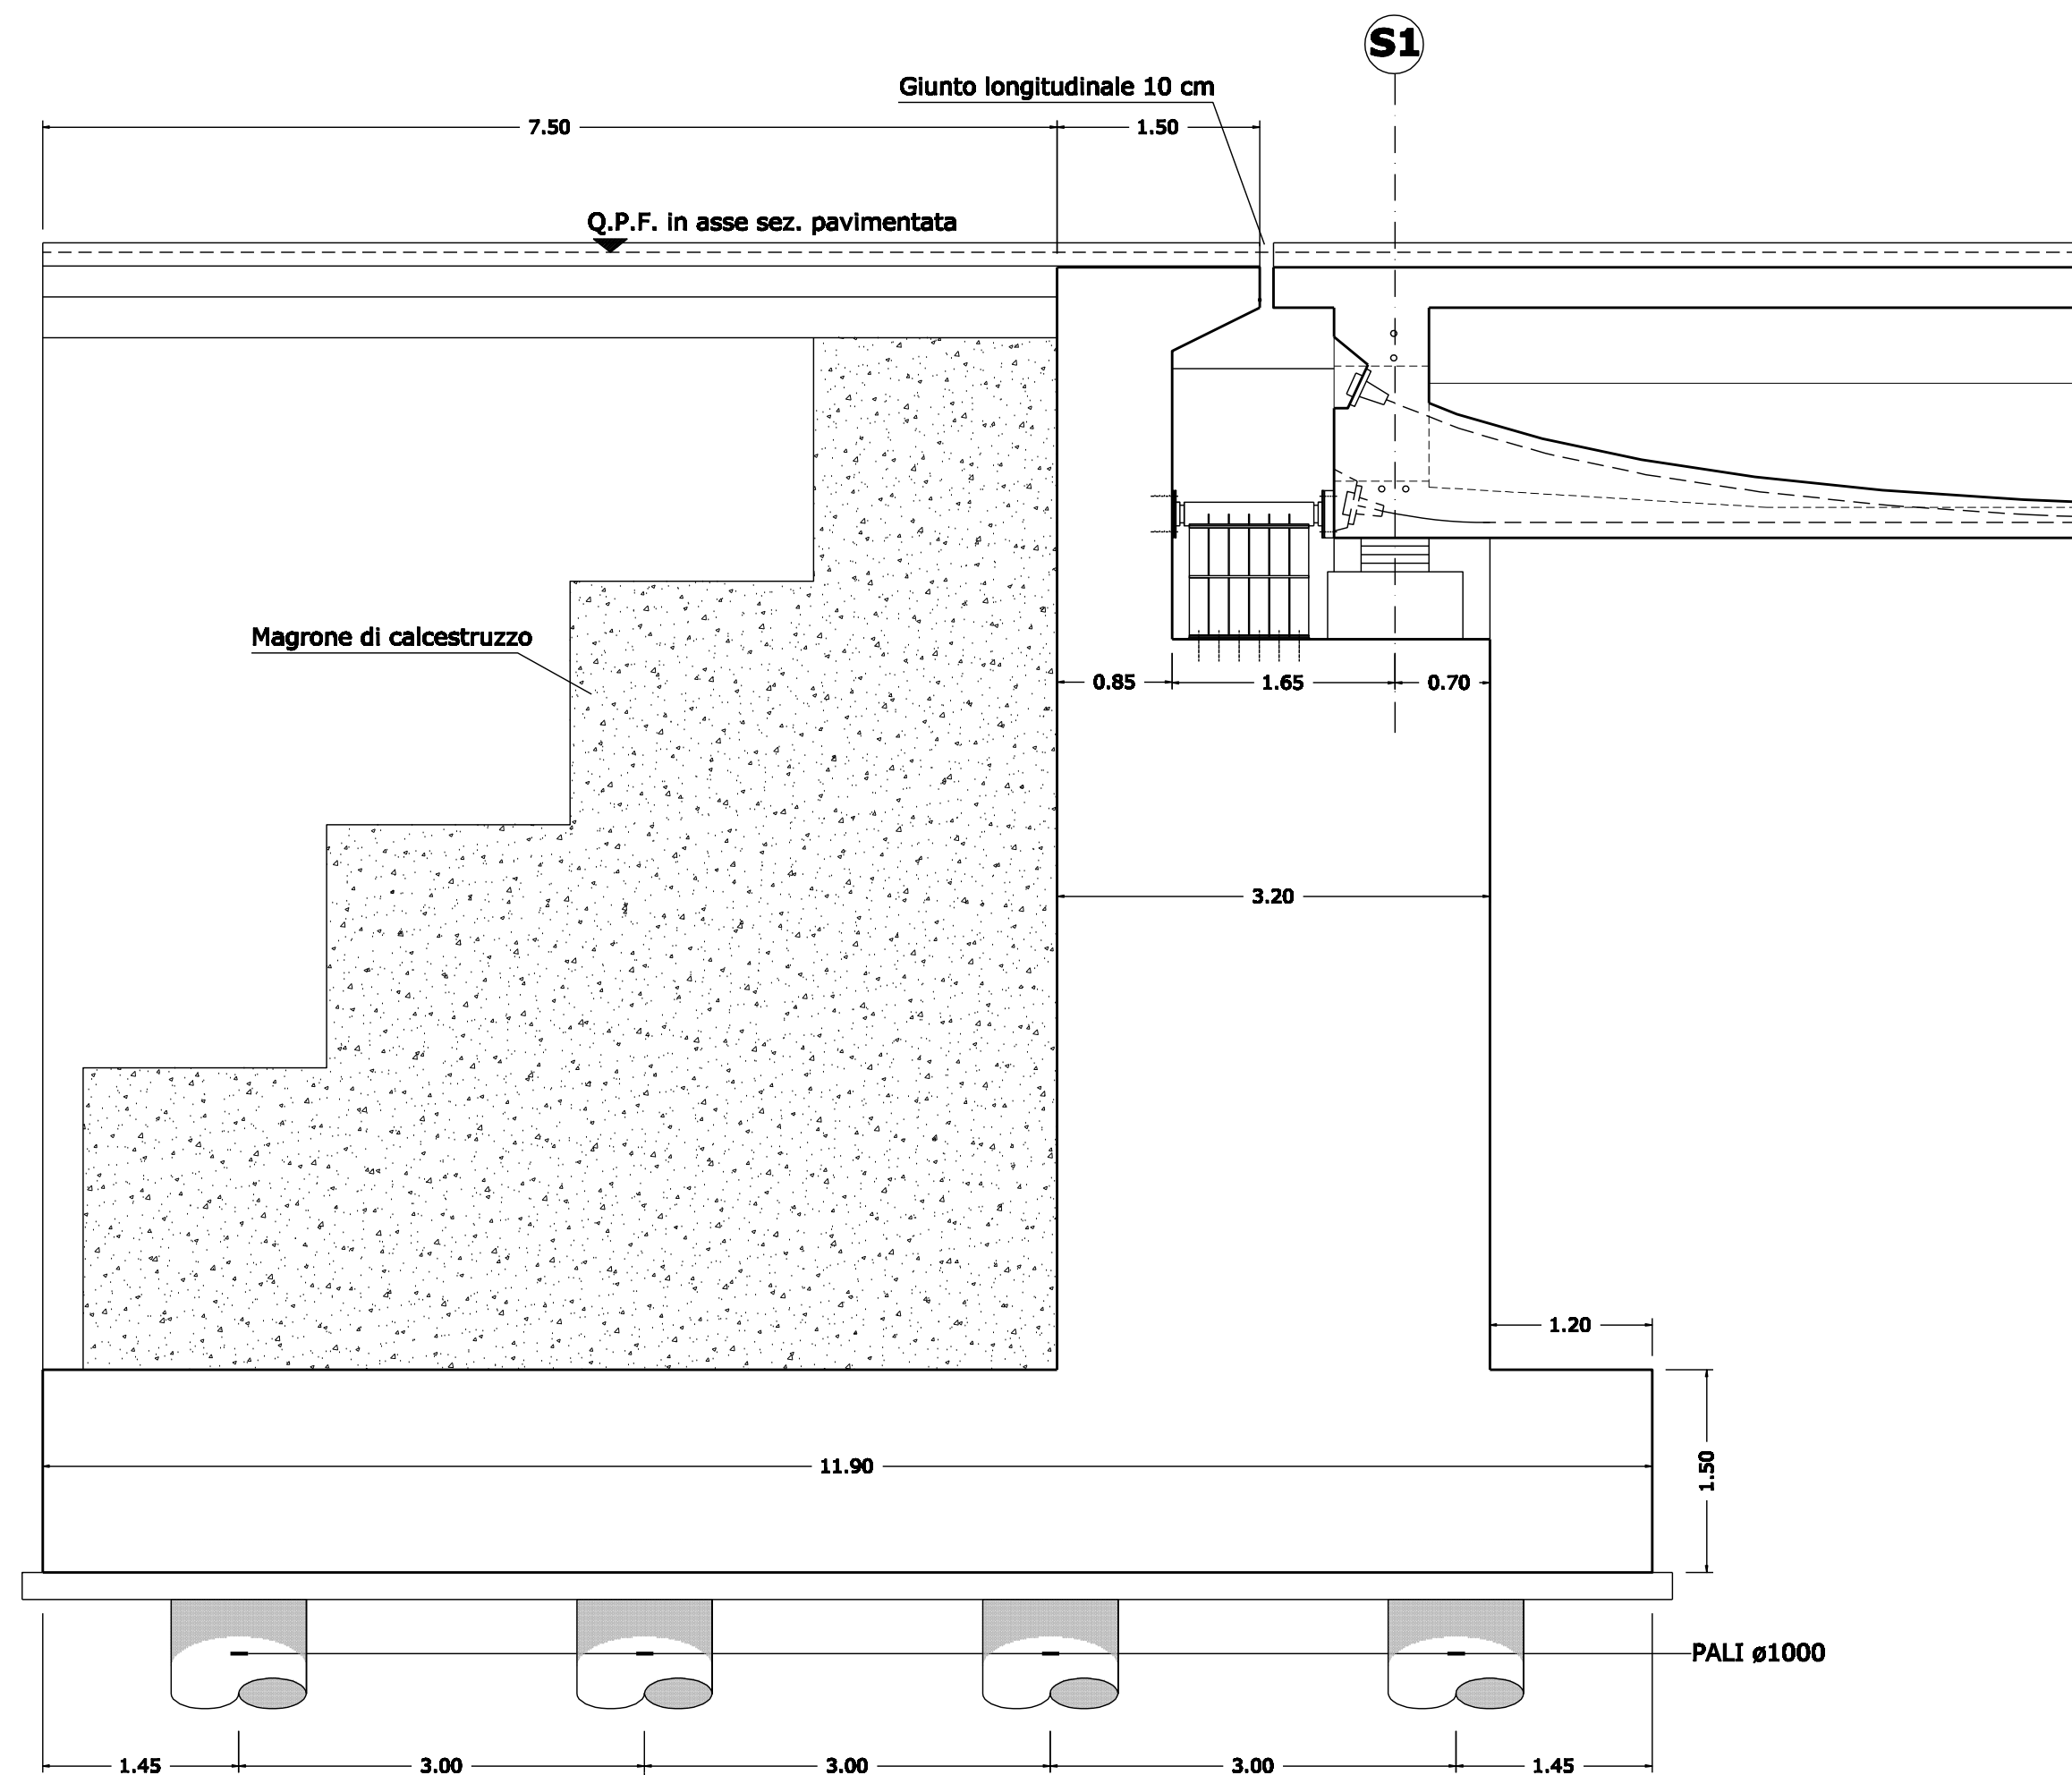 S1
Giunto longitudinale 10 cm
7.50
1.50
Q.P.F. in asse sez. pavimentata
Magrone di calcestruzzo
0.85
1.65
0.70
3.20
1.20
11.90
1.50
PALI ø1000
1.45
3.00
3.00
3.00
1.45